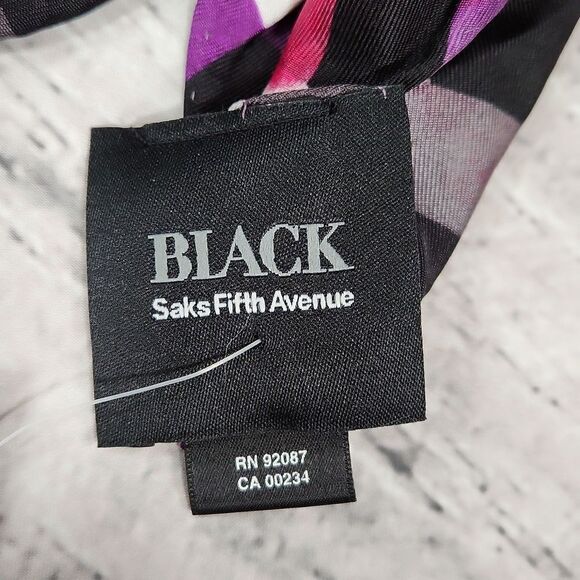 BLACK
Saks Fifth Avenue
RN 92087
CA 00234